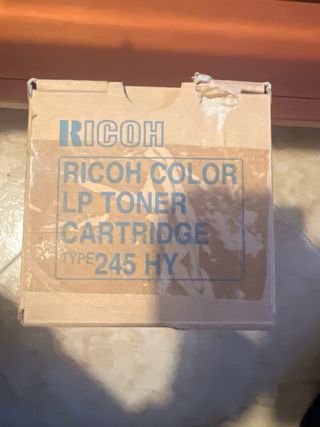 RICOH
RICOH COLOR
LP TONER
CARTRIDGE
TYPE 245 HY